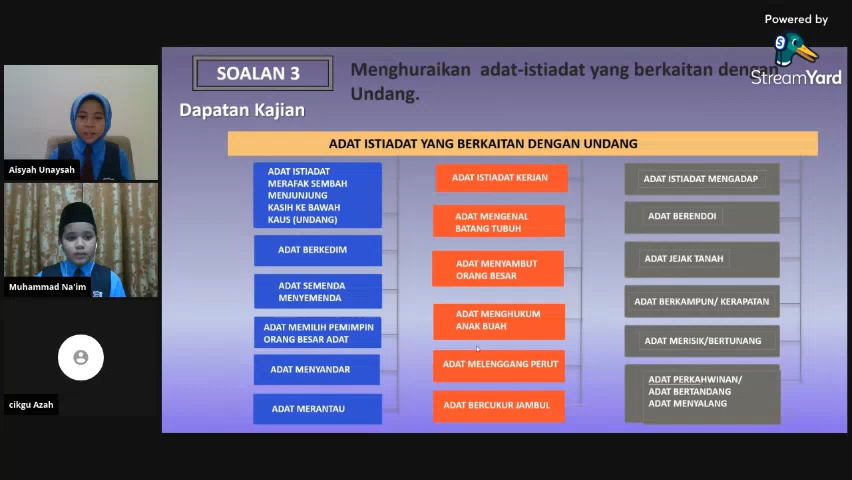 Powered by
StreamYard
SOALAN 3
Menghuraikan adat-istiadat yang berkaitan dengan
Undang.
Dapatan Kajian
ADAT ISTIADAT YANG BERKAITAN DENGAN UNDANG
ADAT ISTIADAT
MERAFAK SEMBAH
MENJUNJUNG
KASIH KE BAWAH
KAUS (UNDANG)
ADAT BERKEDIM
ADAT SEMENDA
MENYEMENDA
ADAT MEMILIH PEMIMPIN
ORANG BESAR ADAT
ADAT MENYANDAR
ADAT MERANTAU
ADAT ISTIADAT KERJAN
ADAT MENGENAL
BATANG TUBUH
ADAT MENYAMBUT
ORANG BESAR
ADAT MENGHUKUM
ANAK BUAH
ADAT MELENGGANG PERUT
ADAT BERCUKUR JAMBUL
ADAT ISTIADAT MENGADAP
ADAT BERENDOI
ADAT JEJAK TANAH
ADAT BERKAMPUN/ KERAPATAN
ADAT MERISIK/BERTUNANG
ADAT PERKAHWINAN/
ADAT BERTANDANG
ADAT MENYALANG
Aisyah Unaysah
Muhammad Na'im
cikgu Azah